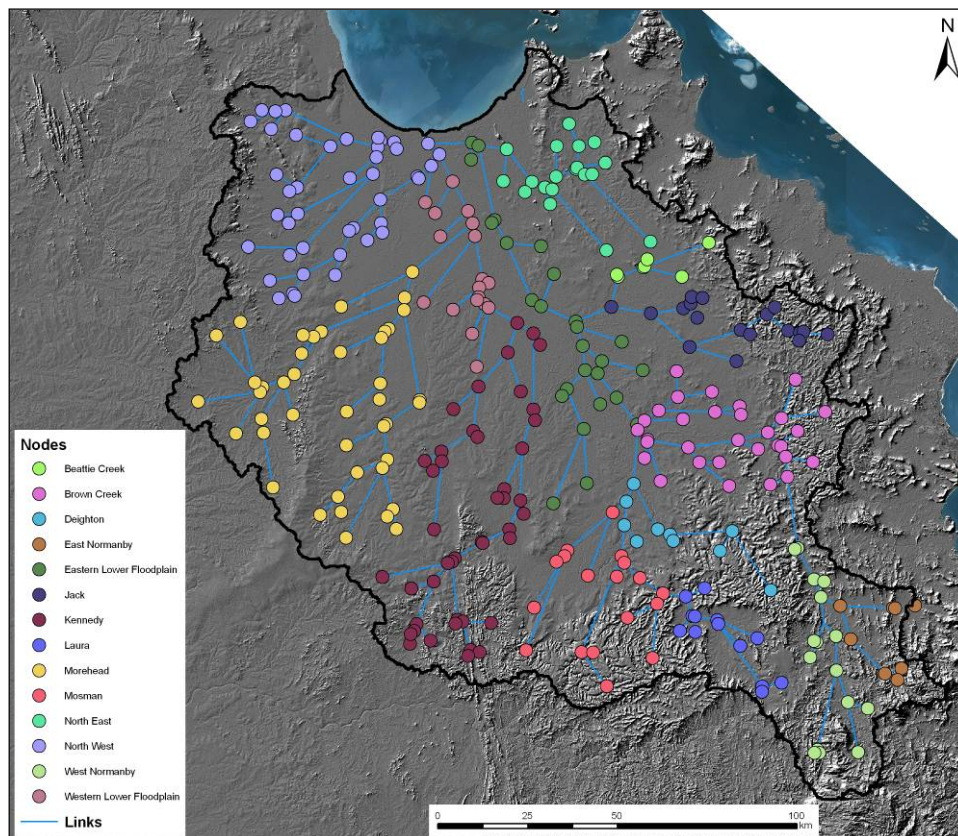 N
Nodes
Beattie Creek
Brown Creek
Deighton
East Normanby
Eastern Lower Floodplain
Jack
Kennedy
Laura
Morehead
Mosman
North East
North West
West Normanby
Western Lower Floodplain
Links
0 25 50 100
km